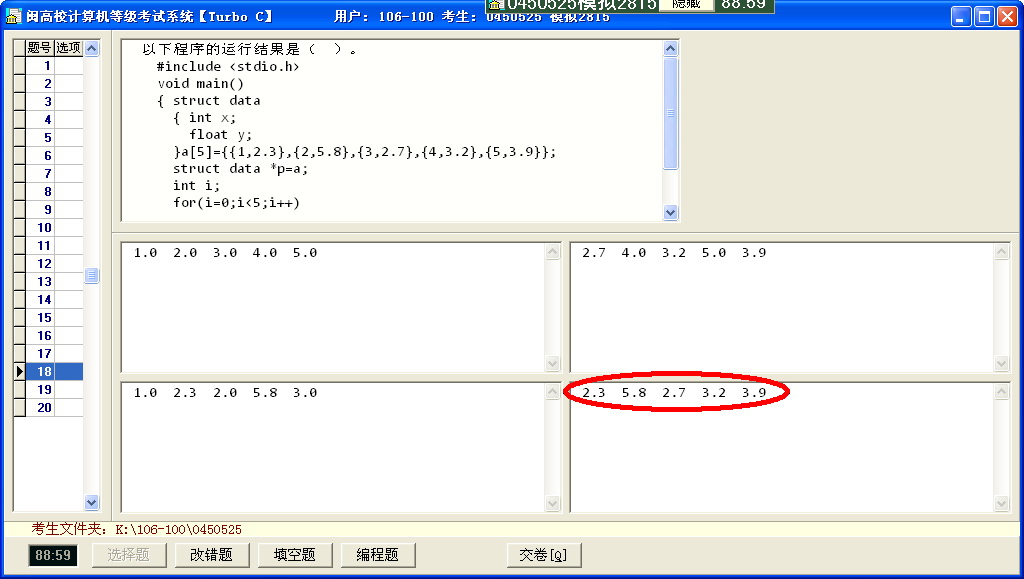 0450525模拟2815 隐藏 88:59
闽高校计算机等级考试系统【Turbo C】 用户: 106-100 考生: 0450525 模拟2815
题号 选项
1
2
3
4
5
6
7
8
9
10
11
12
13
14
15
16
17
18
19
20
以下程序的运行结果是（ ）。
#include <stdio.h>
void main()
{ struct data
{ int x;
float y;
}a[5]={{1,2.3},{2,5.8},{3,2.7},{4,3.2},{5,3.9}};
struct data *p=a;
int i;
for(i=0;i<5;i++)
1.0 2.0 3.0 4.0 5.0
2.7 4.0 3.2 5.0 3.9
1.0 2.3 2.0 5.8 3.0
2.3 5.8 2.7 3.2 3.9
考生文件夹: K:\106-100\0450525
88:59 选择题 改错题 填空题 编程题 交卷[Q]